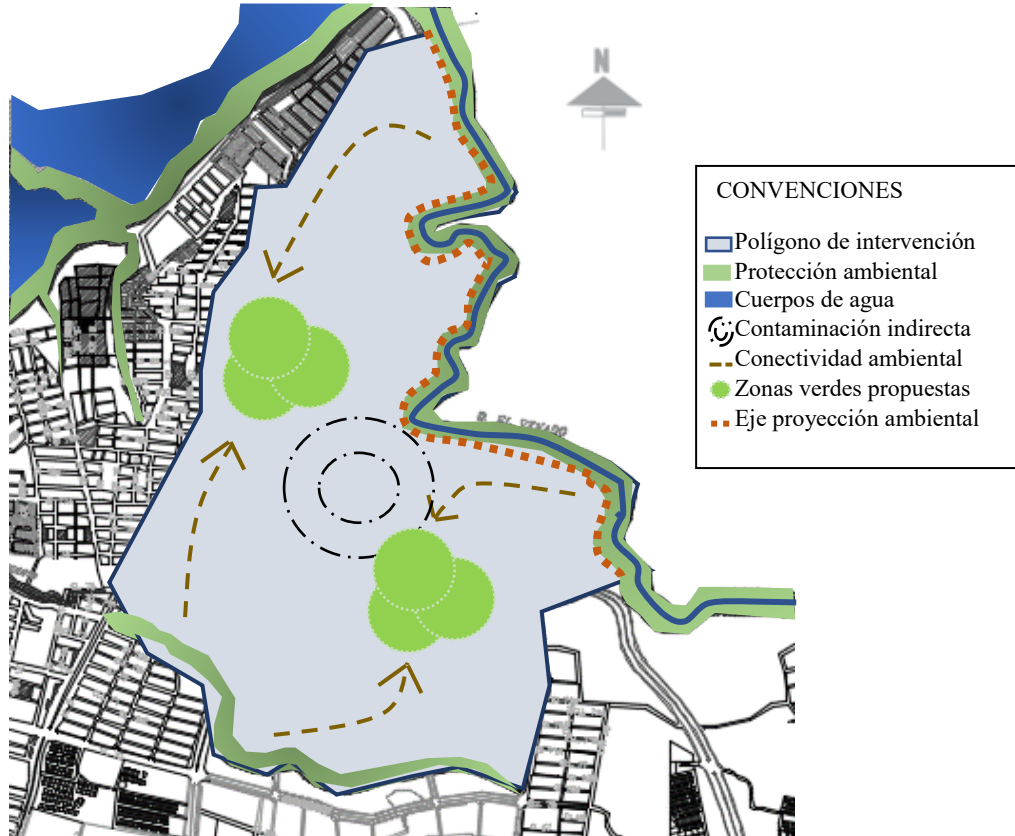 N
CONVENCIONES
Polígono de intervención
Protección ambiental
Cuerpos de agua
Contaminación indirecta
Conectividad ambiental
Zonas verdes propuestas
Eje proyección ambiental